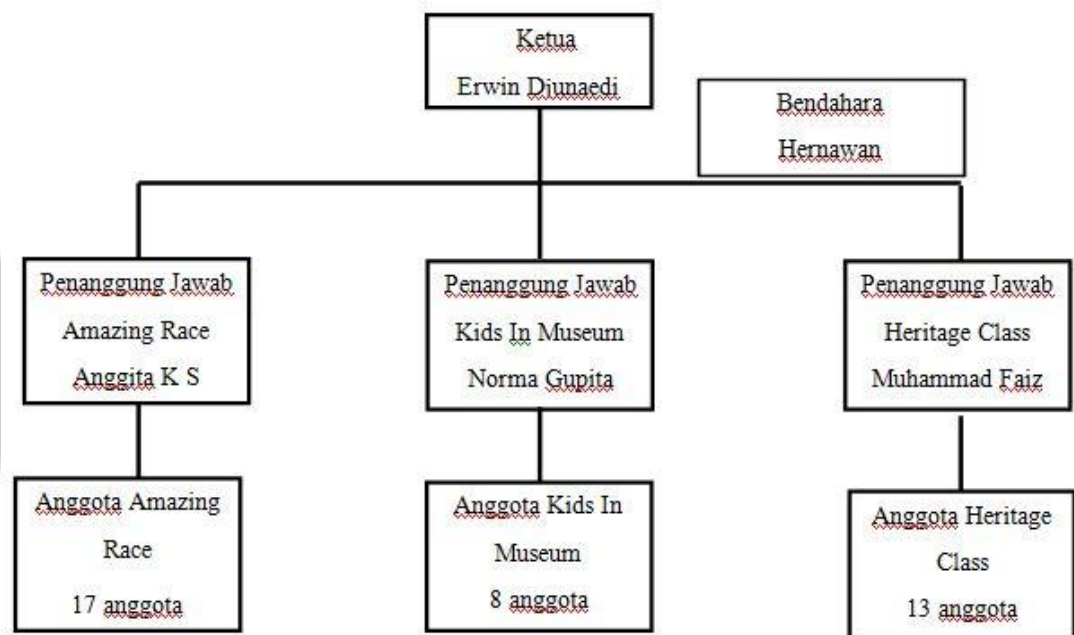 Ketua
Erwin Djunaedi
Bendahara
Hernawan
Penanggung Jawab
Amazing Race
Anggita K S
Penanggung Jawab
Kids In Museum
Norma Gupita
Penanggung Jawab
Heritage Class
Muhammad Faiz
Anggota Amazing
Race
17 anggota
Anggota Kids In
Museum
8 anggota
Anggota Heritage
Class
13 anggota